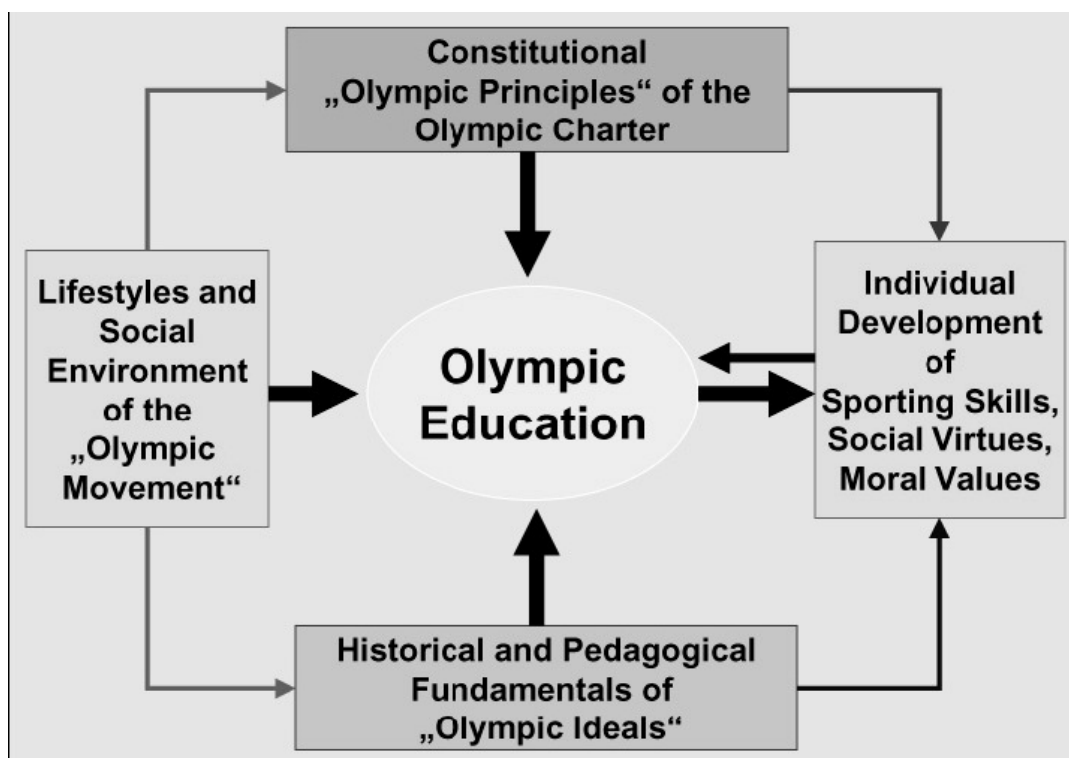 Constitutional
„Olympic Principles“ of the
Olympic Charter
Lifestyles and
Social
Environment
of the
„Olympic
Movement“
Olympic
Education
Individual
Development
of
Sporting Skills,
Social Virtues,
Moral Values
Historical and Pedagogical
Fundamentals of
„Olympic Ideals“